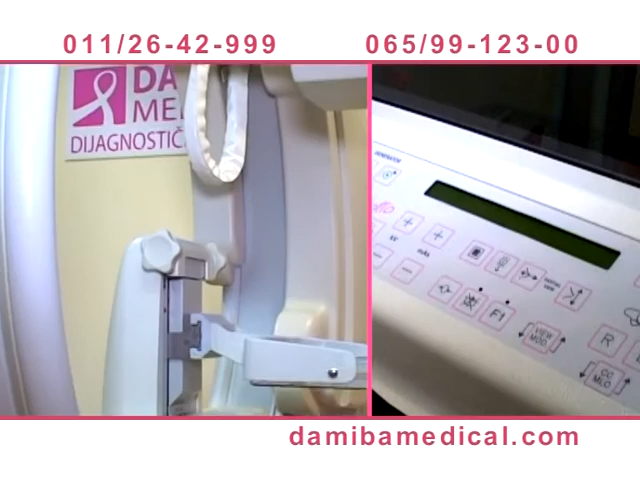 011/26-42-999
065/99-123-00
DA
ME
DIJAGNOSTIČ
GENERATOR
kV
mAs
F1
VIEW
MOD
R
CC
MLO
damibamedical.com